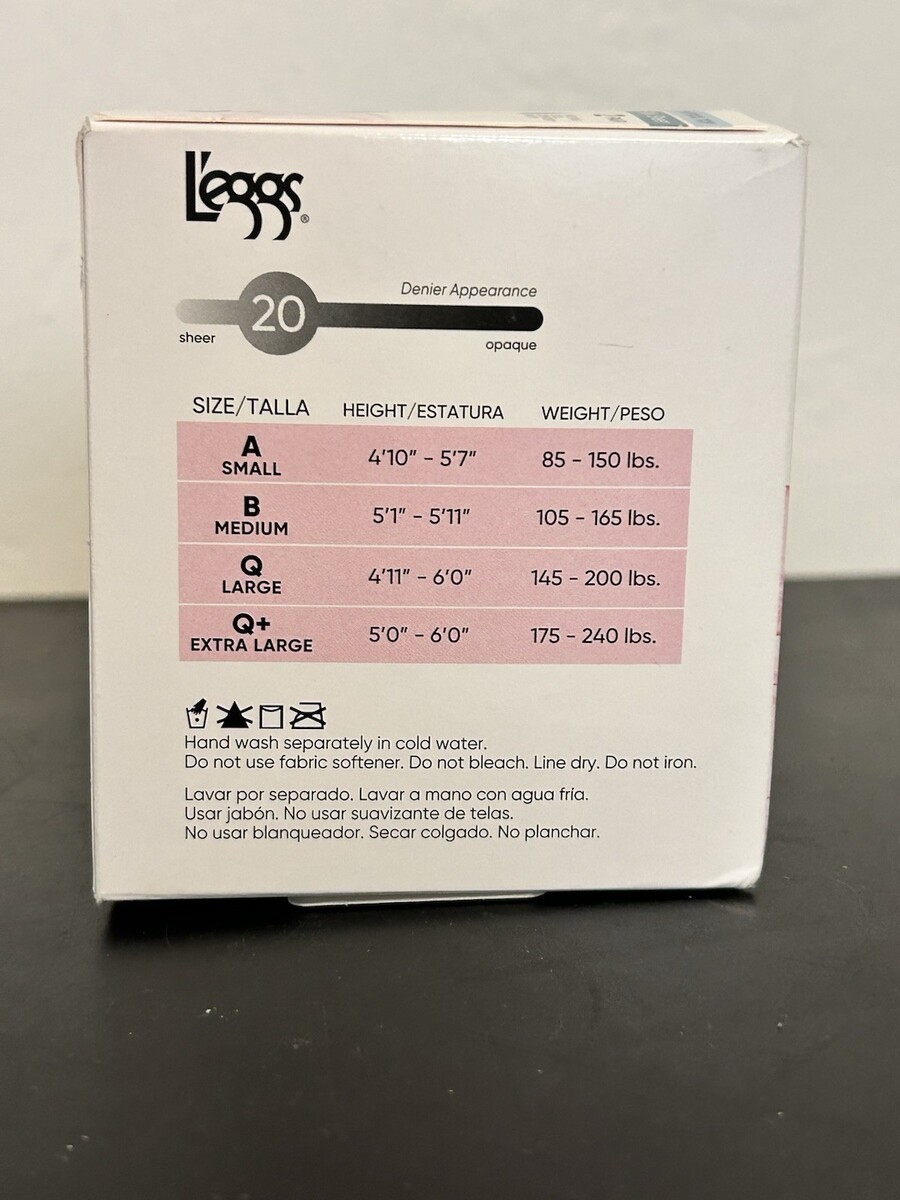 L'eggs®
Denier Appearance
20
sheer
opaque
SIZE/TALLA HEIGHT/ESTATURA WEIGHT/PESO
A
SMALL
4'10" - 5'7" 85 - 150 lbs.
B
MEDIUM
5'1" - 5'11" 105 - 165 lbs.
Q
LARGE
4'11" - 6'0" 145 - 200 lbs.
Q+
EXTRA LARGE
5'0" - 6'0" 175 - 240 lbs.
Hand wash separately in cold water.
Do not use fabric softener. Do not bleach. Line dry. Do not iron.
Lavar por separado. Lavar a mano con agua fría.
Usar jabón. No usar suavizante de telas.
No usar blanqueador. Secar colgado. No planchar.